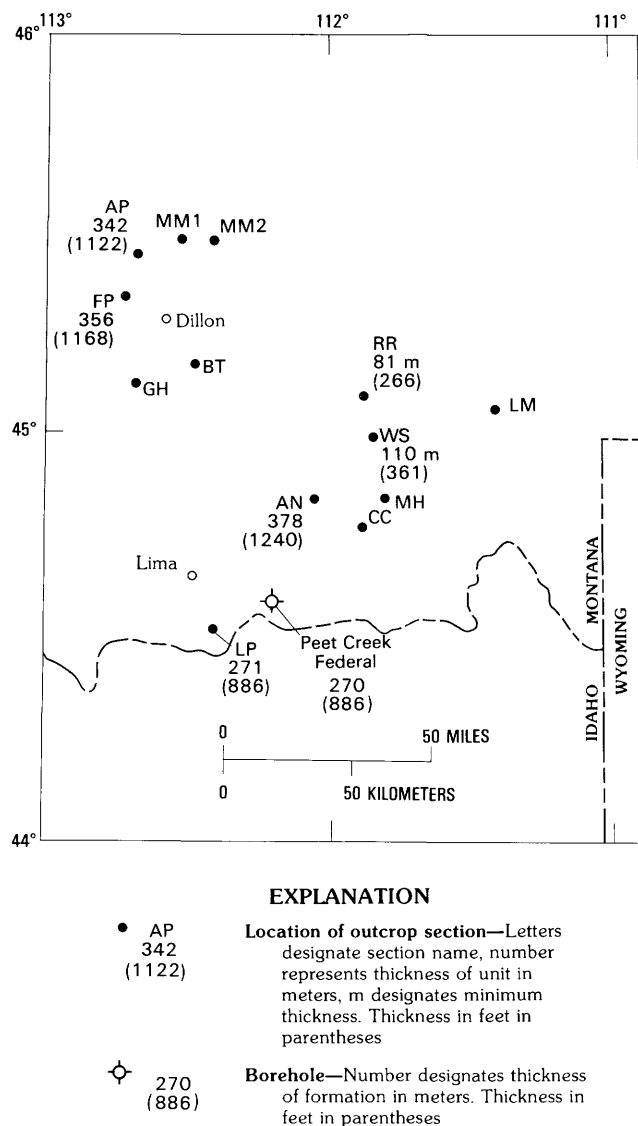 113°
112°
111°
46°
AP
342
(1122)
MM1
MM2
FP
356
(1168)
Dillon
BT
GH
RR
81 m
(266)
LM
45°
WS
110 m
(361)
AN
378
(1240)
MH
CC
Lima
LP
271
(886)
Peet Creek
Federal
270
(886)
MONTANA
WYOMING
IDAHO
0
50 MILES
0
50 KILOMETERS
44°
EXPLANATION
AP
342
(1122)
Location of outcrop section—Letters
designate section name, number
represents thickness of unit in
meters, m designates minimum
thickness. Thickness in feet in
parentheses
270
(886)
Borehole—Number designates thickness
of formation in meters. Thickness in
feet in parentheses